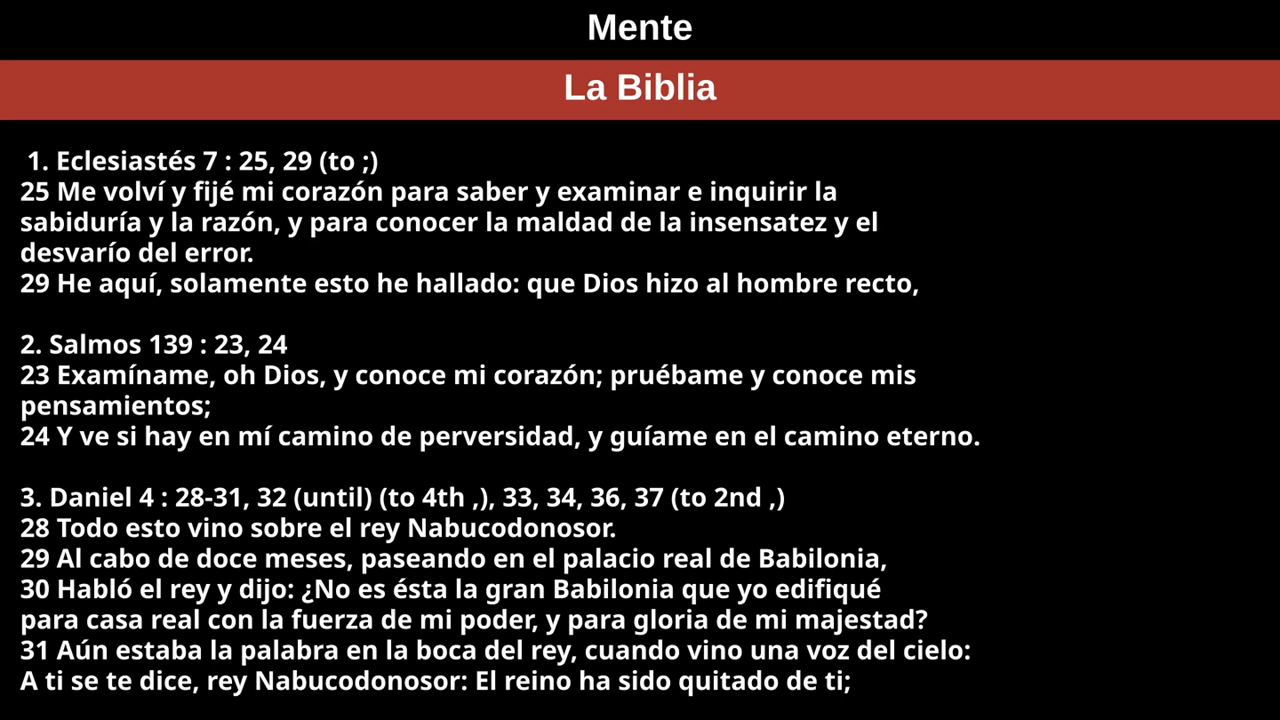 Mente
La Biblia
1. Eclesiastés 7 : 25, 29 (to ;)
25 Me volví y fijé mi corazón para saber y examinar e inquirir la
sabiduría y la razón, y para conocer la maldad de la insensatez y el
desvarío del error.
29 He aquí, solamente esto he hallado: que Dios hizo al hombre recto,
2. Salmos 139 : 23, 24
23 Examíname, oh Dios, y conoce mi corazón; pruébame y conoce mis
pensamientos;
24 Y ve si hay en mí camino de perversidad, y guíame en el camino eterno.
3. Daniel 4 : 28-31, 32 (until) (to 4th ,), 33, 34, 36, 37 (to 2nd ,)
28 Todo esto vino sobre el rey Nabucodonosor.
29 Al cabo de doce meses, paseando en el palacio real de Babilonia,
30 Habló el rey y dijo: ¿No es ésta la gran Babilonia que yo edifiqué
para casa real con la fuerza de mi poder, y para gloria de mi majestad?
31 Aún estaba la palabra en la boca del rey, cuando vino una voz del cielo:
A ti se te dice, rey Nabucodonosor: El reino ha sido quitado de ti;